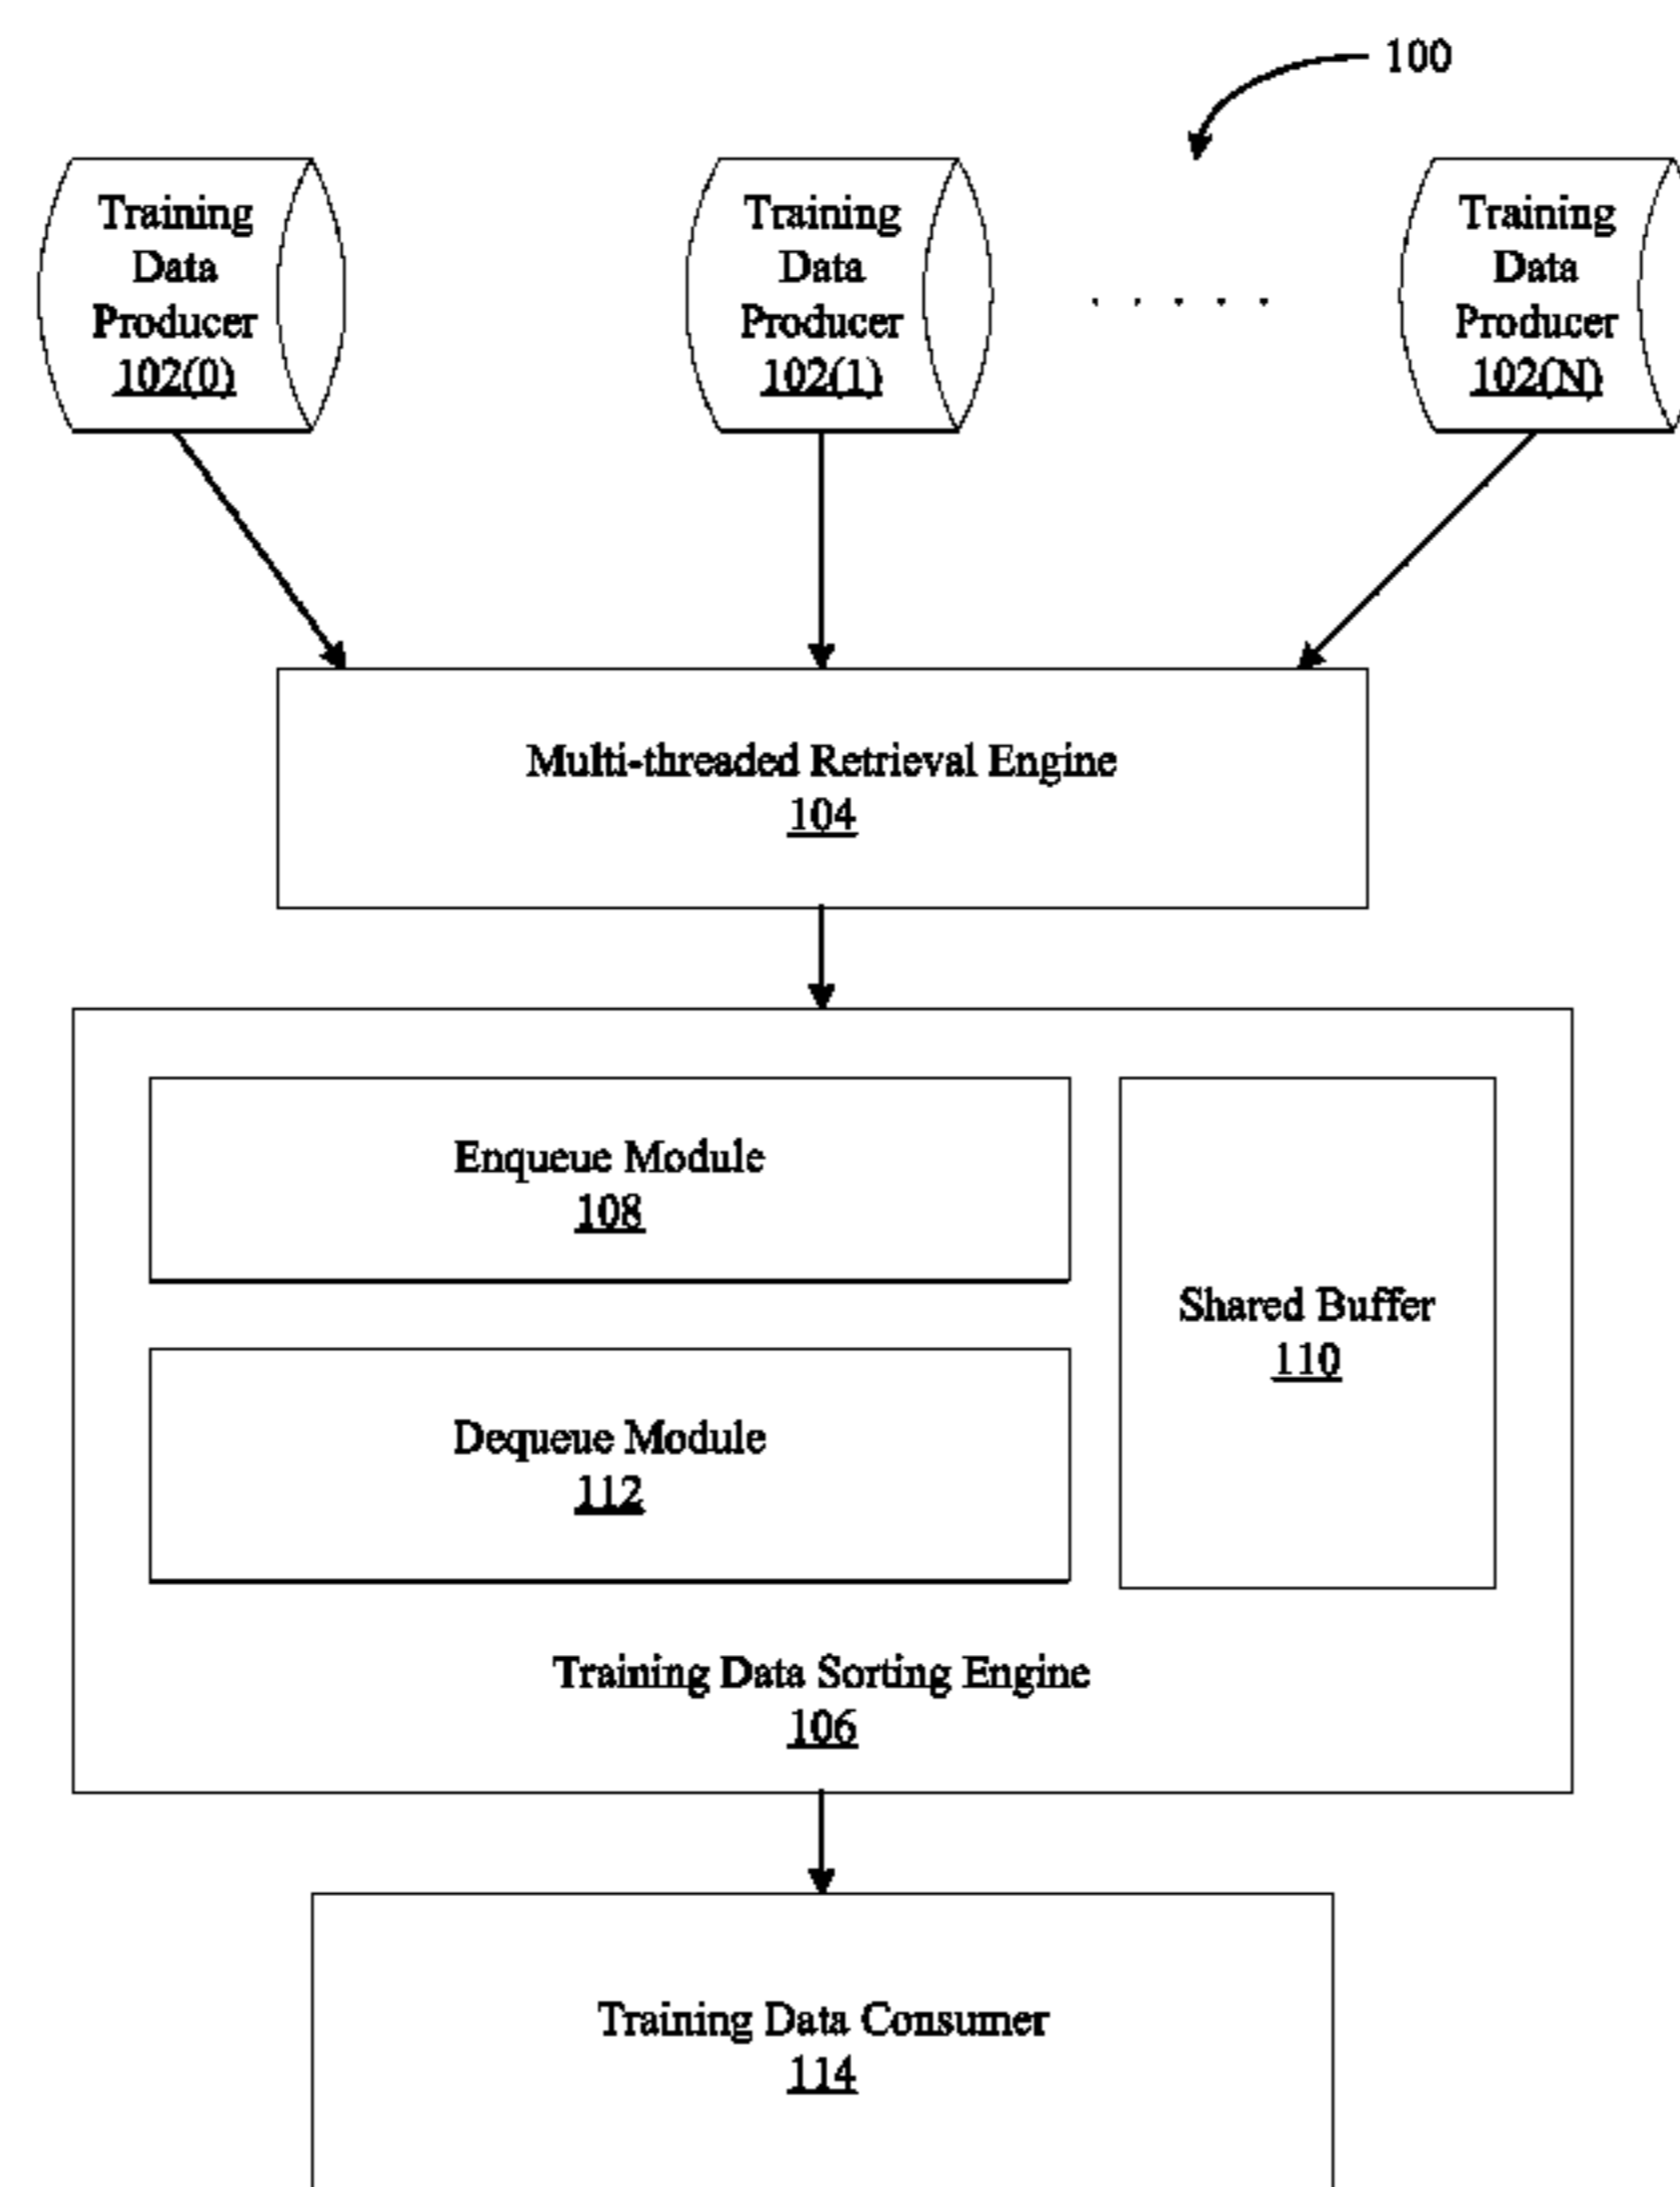 100
Training
Data
Producer
102(0)
Training
Data
Producer
102(1)
Training
Data
Producer
102(N)
Multi-threaded Retrieval Engine
104
Enqueue Module
108
Shared Buffer
110
Dequeue Module
112
Training Data Sorting Engine
106
Training Data Consumer
114